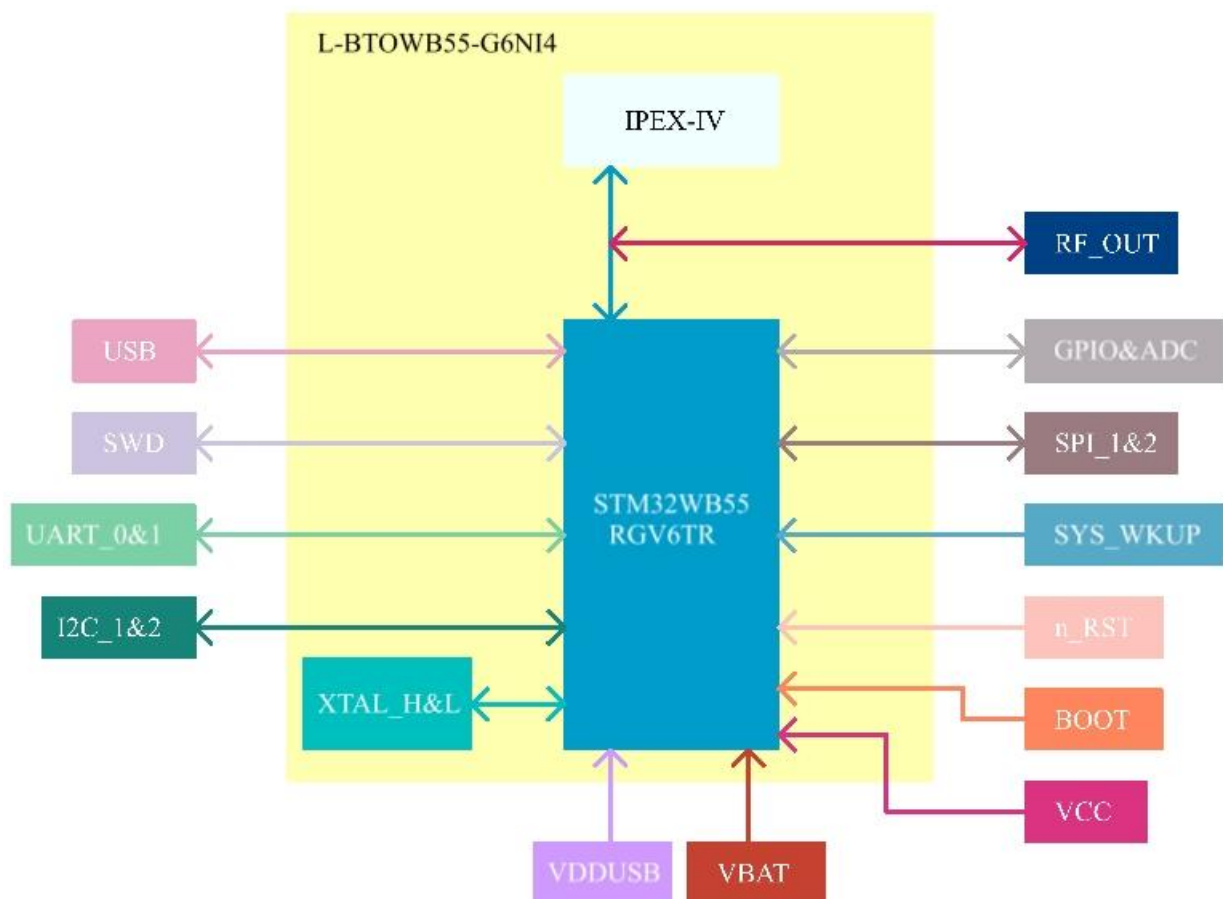 L-BTOWB55-G6NI4
IPEX-IV
RF_OUT
USB
GPIO&ADC
SWD
SPI_1&2
STM32WB55
RGV6TR
UART_0&1
SYS_WKUP
I2C_1&2
n_RST
XTAL_H&L
BOOT
VCC
VDDUSB
VBAT